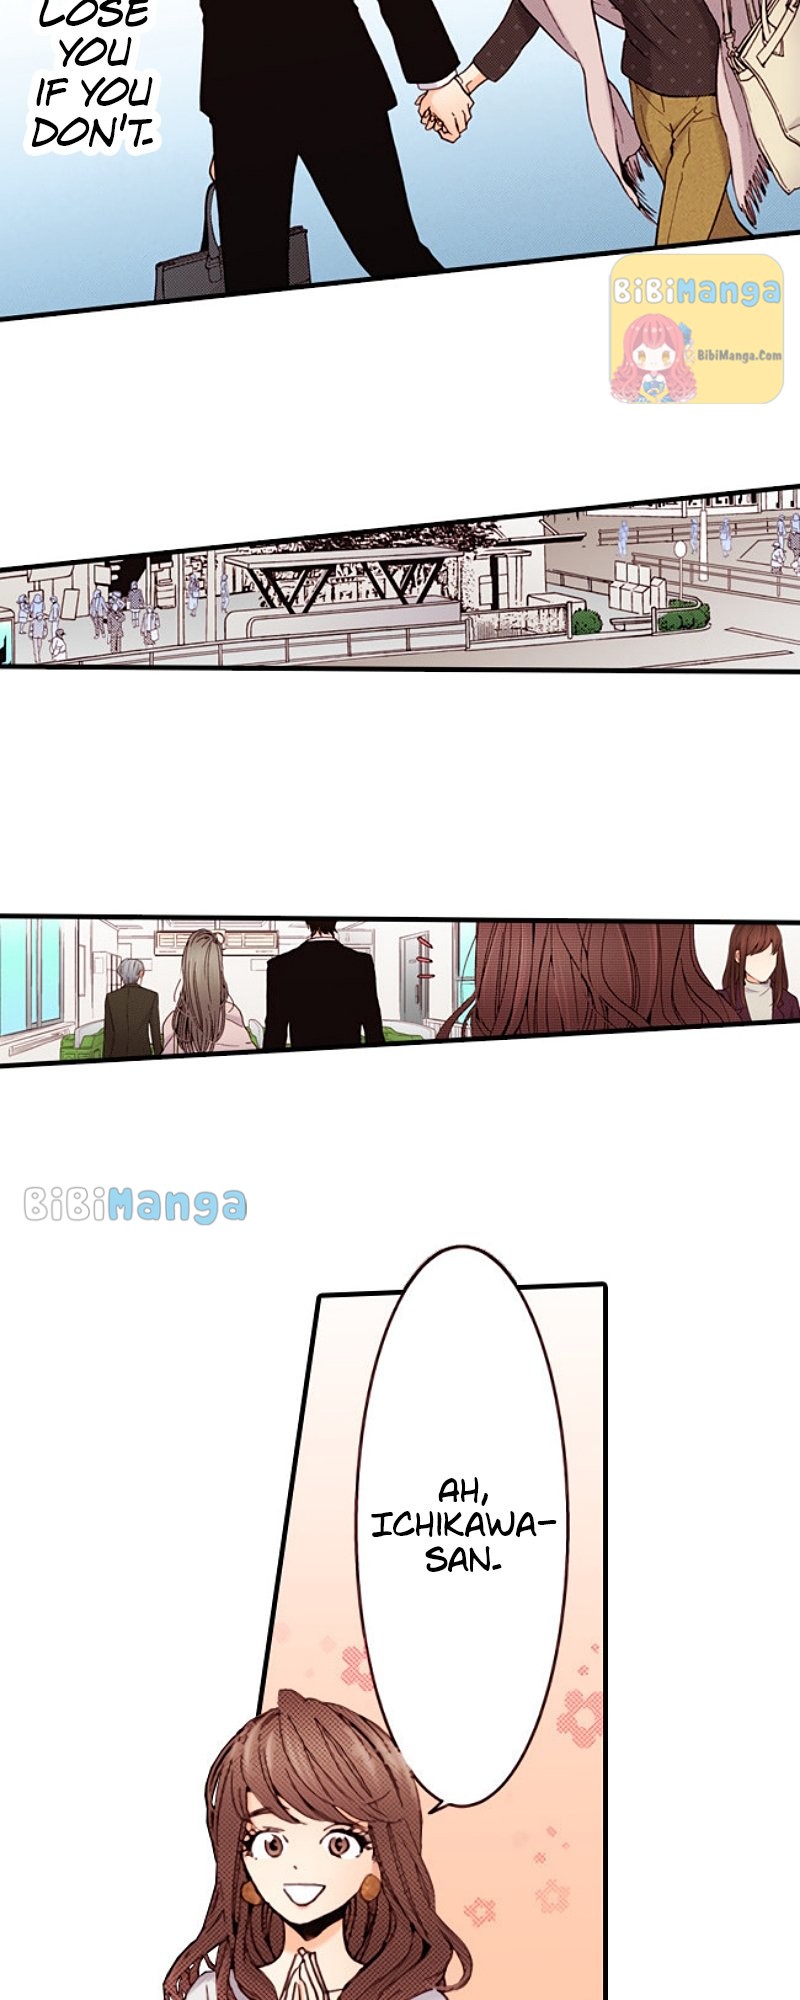 LOSE
YOU
IF YOU
DON'T.
BiBiManga
BibiManga.Com
BiBiManga
AH,
ICHIKAWA-
SAN.